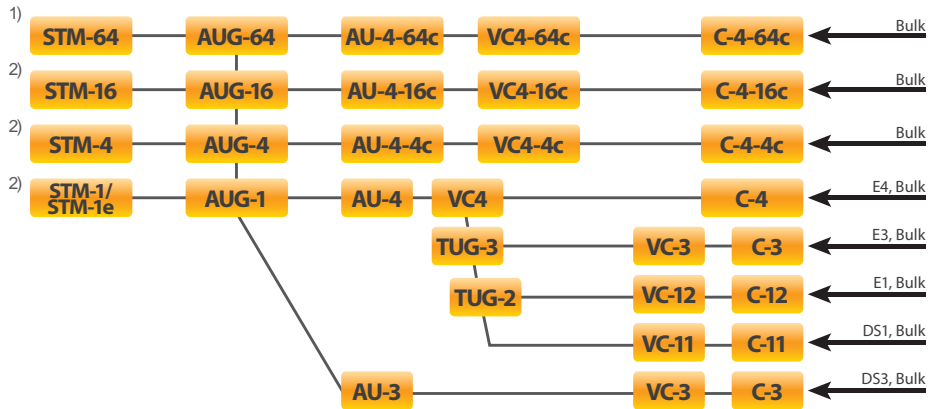 1) STM-64 AUG-64 AU-4-64c VC4-64c C-4-64c Bulk
2) STM-16 AUG-16 AU-4-16c VC4-16c C-4-16c Bulk
2) STM-4 AUG-4 AU-4-4c VC4-4c C-4-4c Bulk
2) STM-1/
STM-1e AUG-1 AU-4 VC4 C-4 E4, Bulk
TUG-3 VC-3 C-3 E3, Bulk
TUG-2 VC-12 C-12 E1, Bulk
VC-11 C-11 DS1, Bulk
AU-3 VC-3 C-3 DS3, Bulk